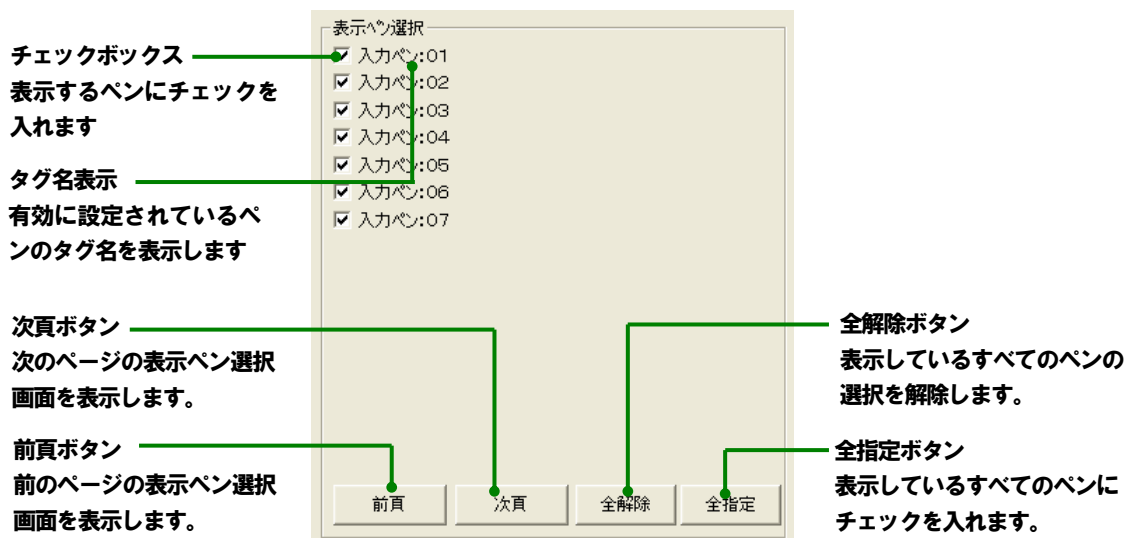 表示ペン選択
チェックボックス
表示するペンにチェックを
入れます
タグ名表示
有効に設定されているペ
ンのタグ名を表示します
次頁ボタン
次のページの表示ペン選択
画面を表示します。
前頁ボタン
前のページの表示ペン選択
画面を表示します。
入力ペン:01
入力ペン:02
入力ペン:03
入力ペン:04
入力ペン:05
入力ペン:06
入力ペン:07
前頁
次頁
全解除
全指定
全解除ボタン
表示しているすべてのペンの
選択を解除します。
全指定ボタン
表示しているすべてのペンに
チェックを入れます。